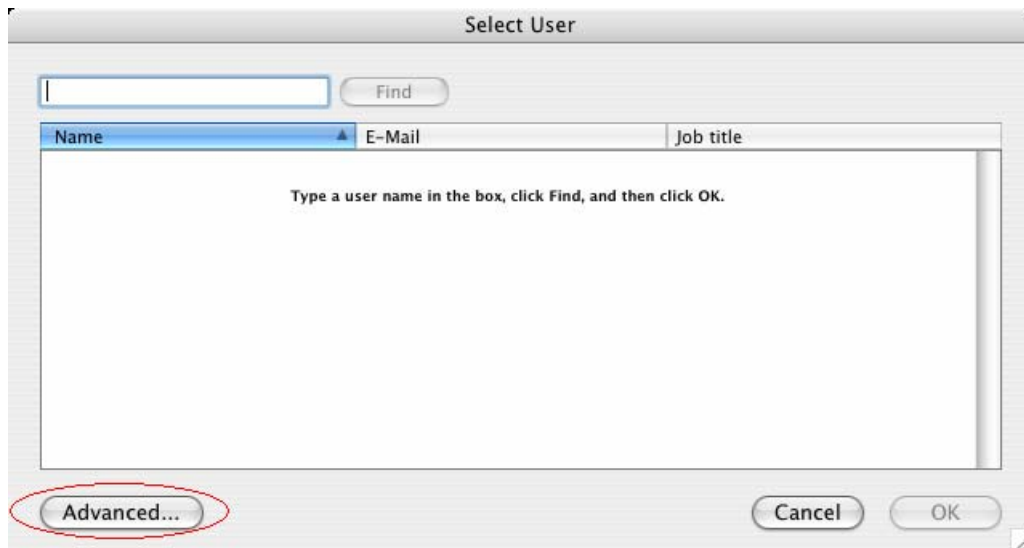 Select User
Find
Name E-Mail Job title
Type a user name in the box, click Find, and then click OK.
Advanced... Cancel OK